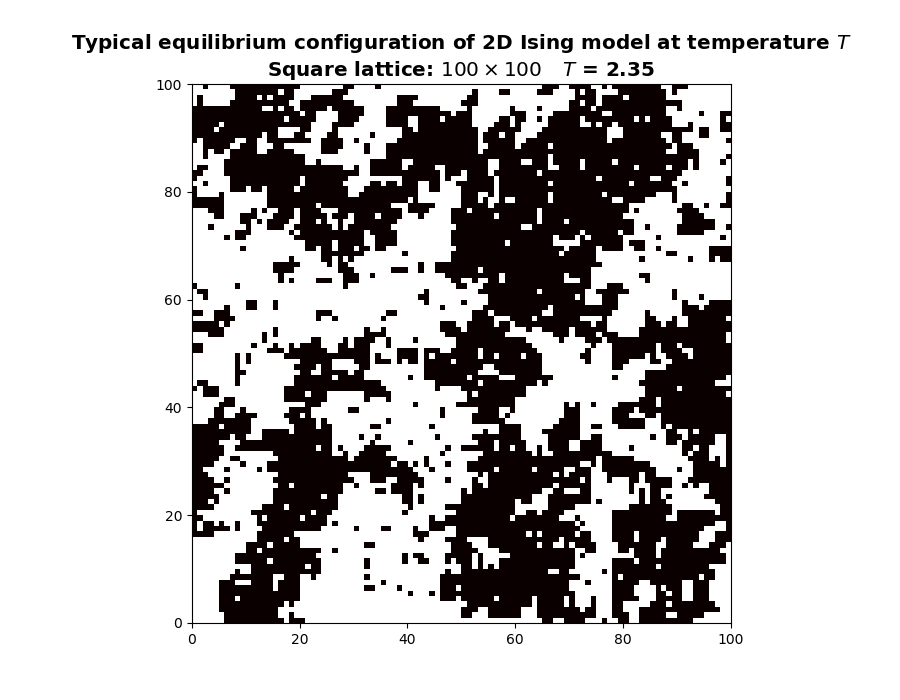 Typical equilibrium configuration of 2D Ising model at temperature T
Square lattice: 100 × 100 T = 2.35
100
80
60
40
20
0
0 20 40 60 80 100